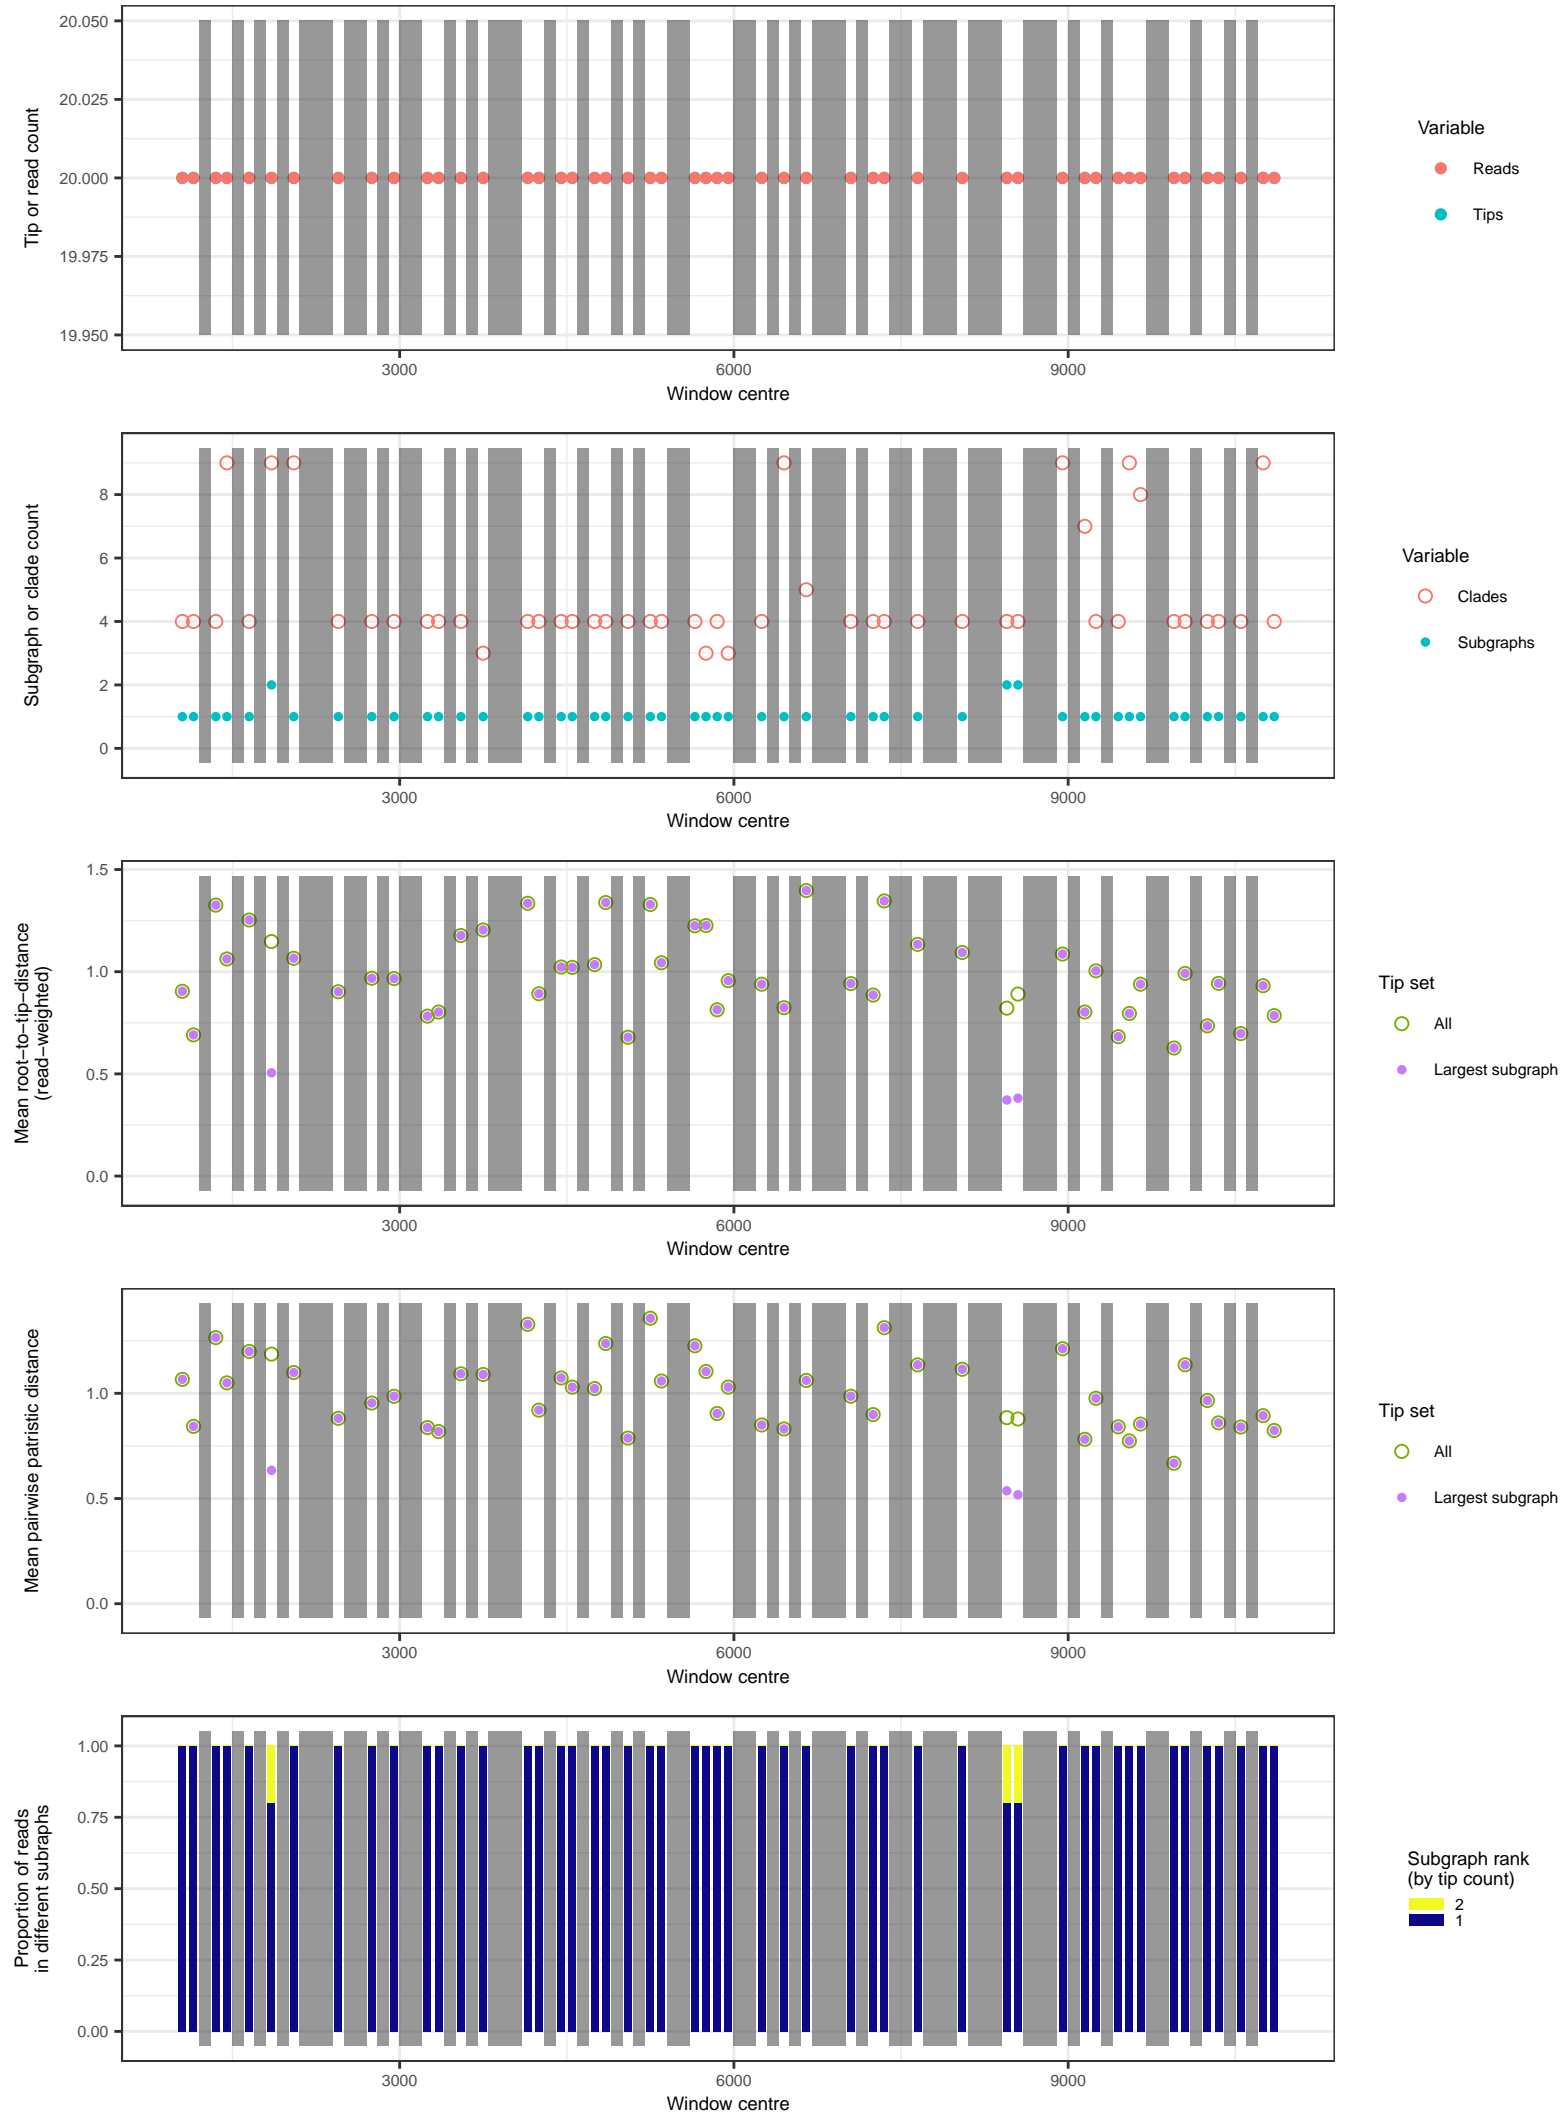 20.050
20.025
20.000
19.975
19.950
Tip or read count
3000
6000
9000
Window centre
Variable
Reads
Tips
8
6
4
2
0
Subgraph or clade count
3000
6000
9000
Window centre
Variable
Clades
Subgraphs
1.5
1.0
0.5
0.0
Mean root−to−tip−distance
(read−weighted)
3000
6000
9000
Window centre
Tip set
All
Largest subgraph
1.0
0.5
0.0
Mean pairwise patristic distance
3000
6000
9000
Window centre
Tip set
All
Largest subgraph
1.00
0.75
0.50
0.25
0.00
Proportion of reads
in different subraphs
3000
6000
9000
Window centre
Subgraph rank
(by tip count)
2
1